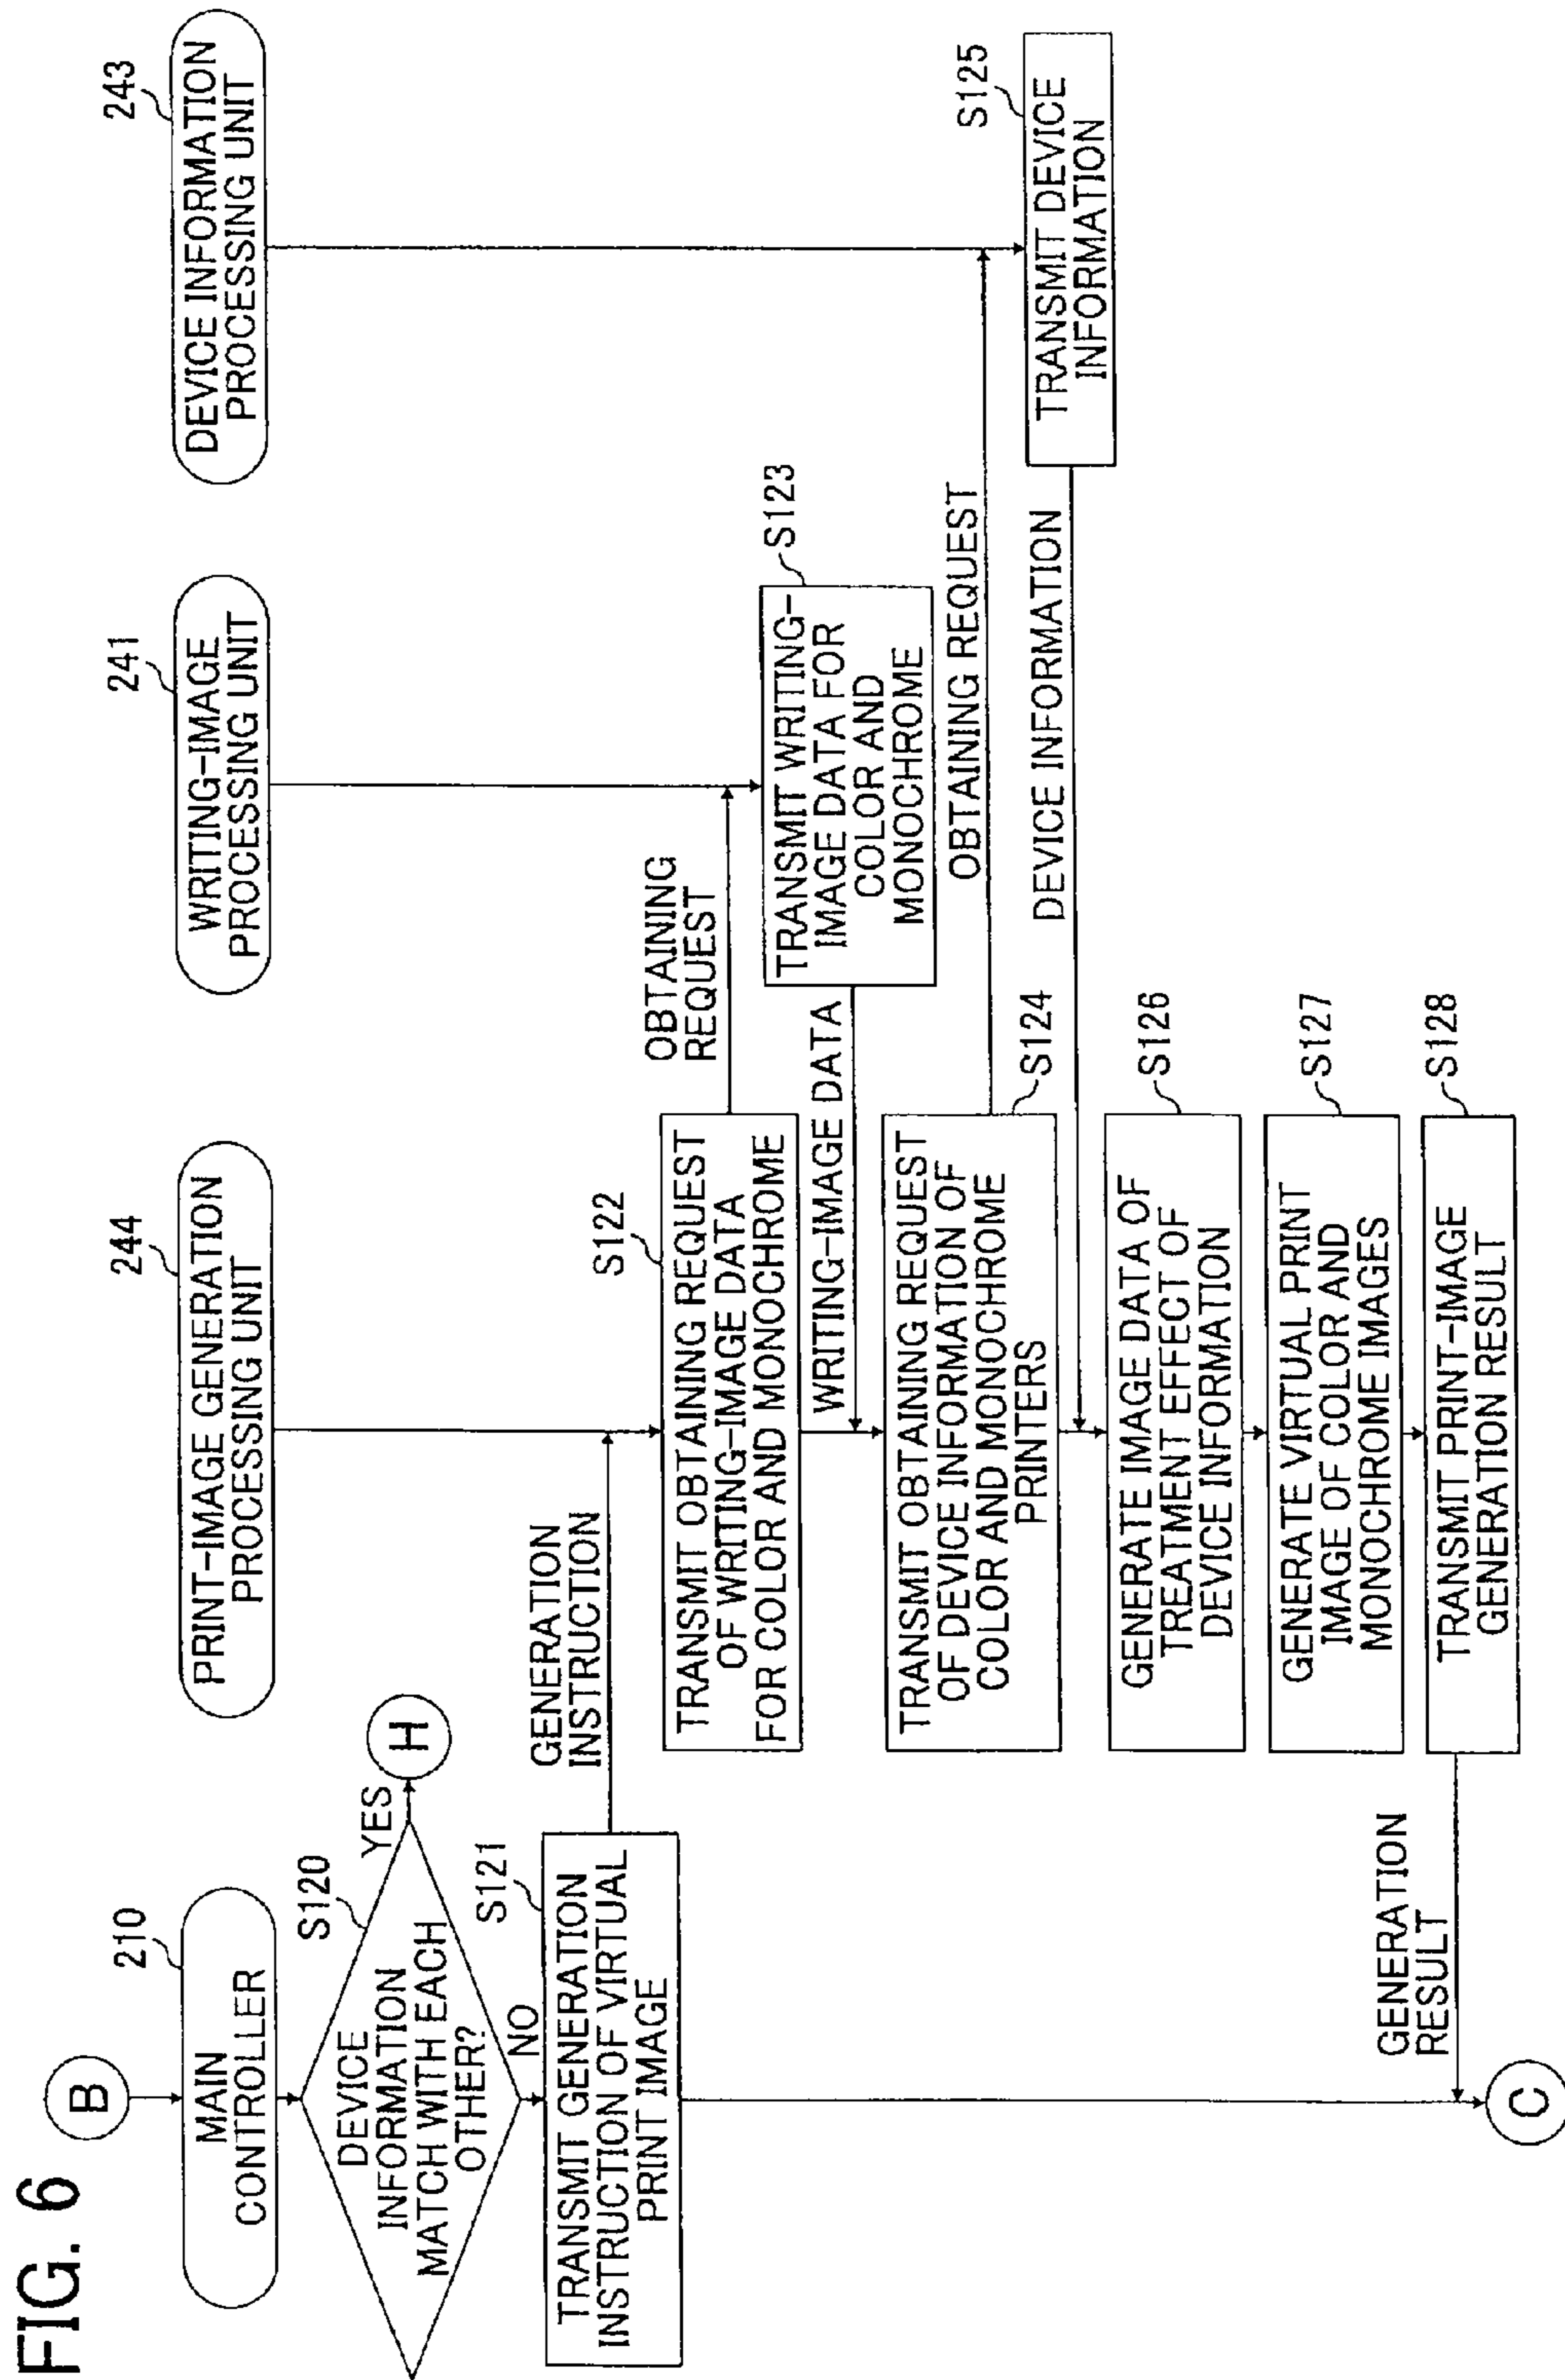 FIG. 6
B
210
MAIN
CONTROLLER
S120
DEVICE
INFORMATION
MATCH WITH EACH
OTHER?
YES
H
NO
S121
TRANSMIT GENERATION
INSTRUCTION OF VIRTUAL
PRINT IMAGE
GENERATION
INSTRUCTION
244
PRINT-IMAGE GENERATION
PROCESSING UNIT
S122
TRANSMIT OBTAINING REQUEST
OF WRITING-IMAGE DATA
FOR COLOR AND MONOCHROME
OBTAINING
REQUEST
241
WRITING-IMAGE
PROCESSING UNIT
S123
TRANSMIT WRITING-
IMAGE DATA FOR
COLOR AND
MONOCHROME
WRITING-IMAGE DATA
S124
TRANSMIT OBTAINING REQUEST
OF DEVICE INFORMATION OF
COLOR AND MONOCHROME
PRINTERS
OBTAINING REQUEST
243
DEVICE INFORMATION
PROCESSING UNIT
S125
TRANSMIT DEVICE
INFORMATION
DEVICE INFORMATION
S126
GENERATE IMAGE DATA OF
TREATMENT EFFECT OF
DEVICE INFORMATION
S127
GENERATE VIRTUAL PRINT
IMAGE OF COLOR AND
MONOCHROME IMAGES
S128
TRANSMIT PRINT-IMAGE
GENERATION RESULT
GENERATION
RESULT
C